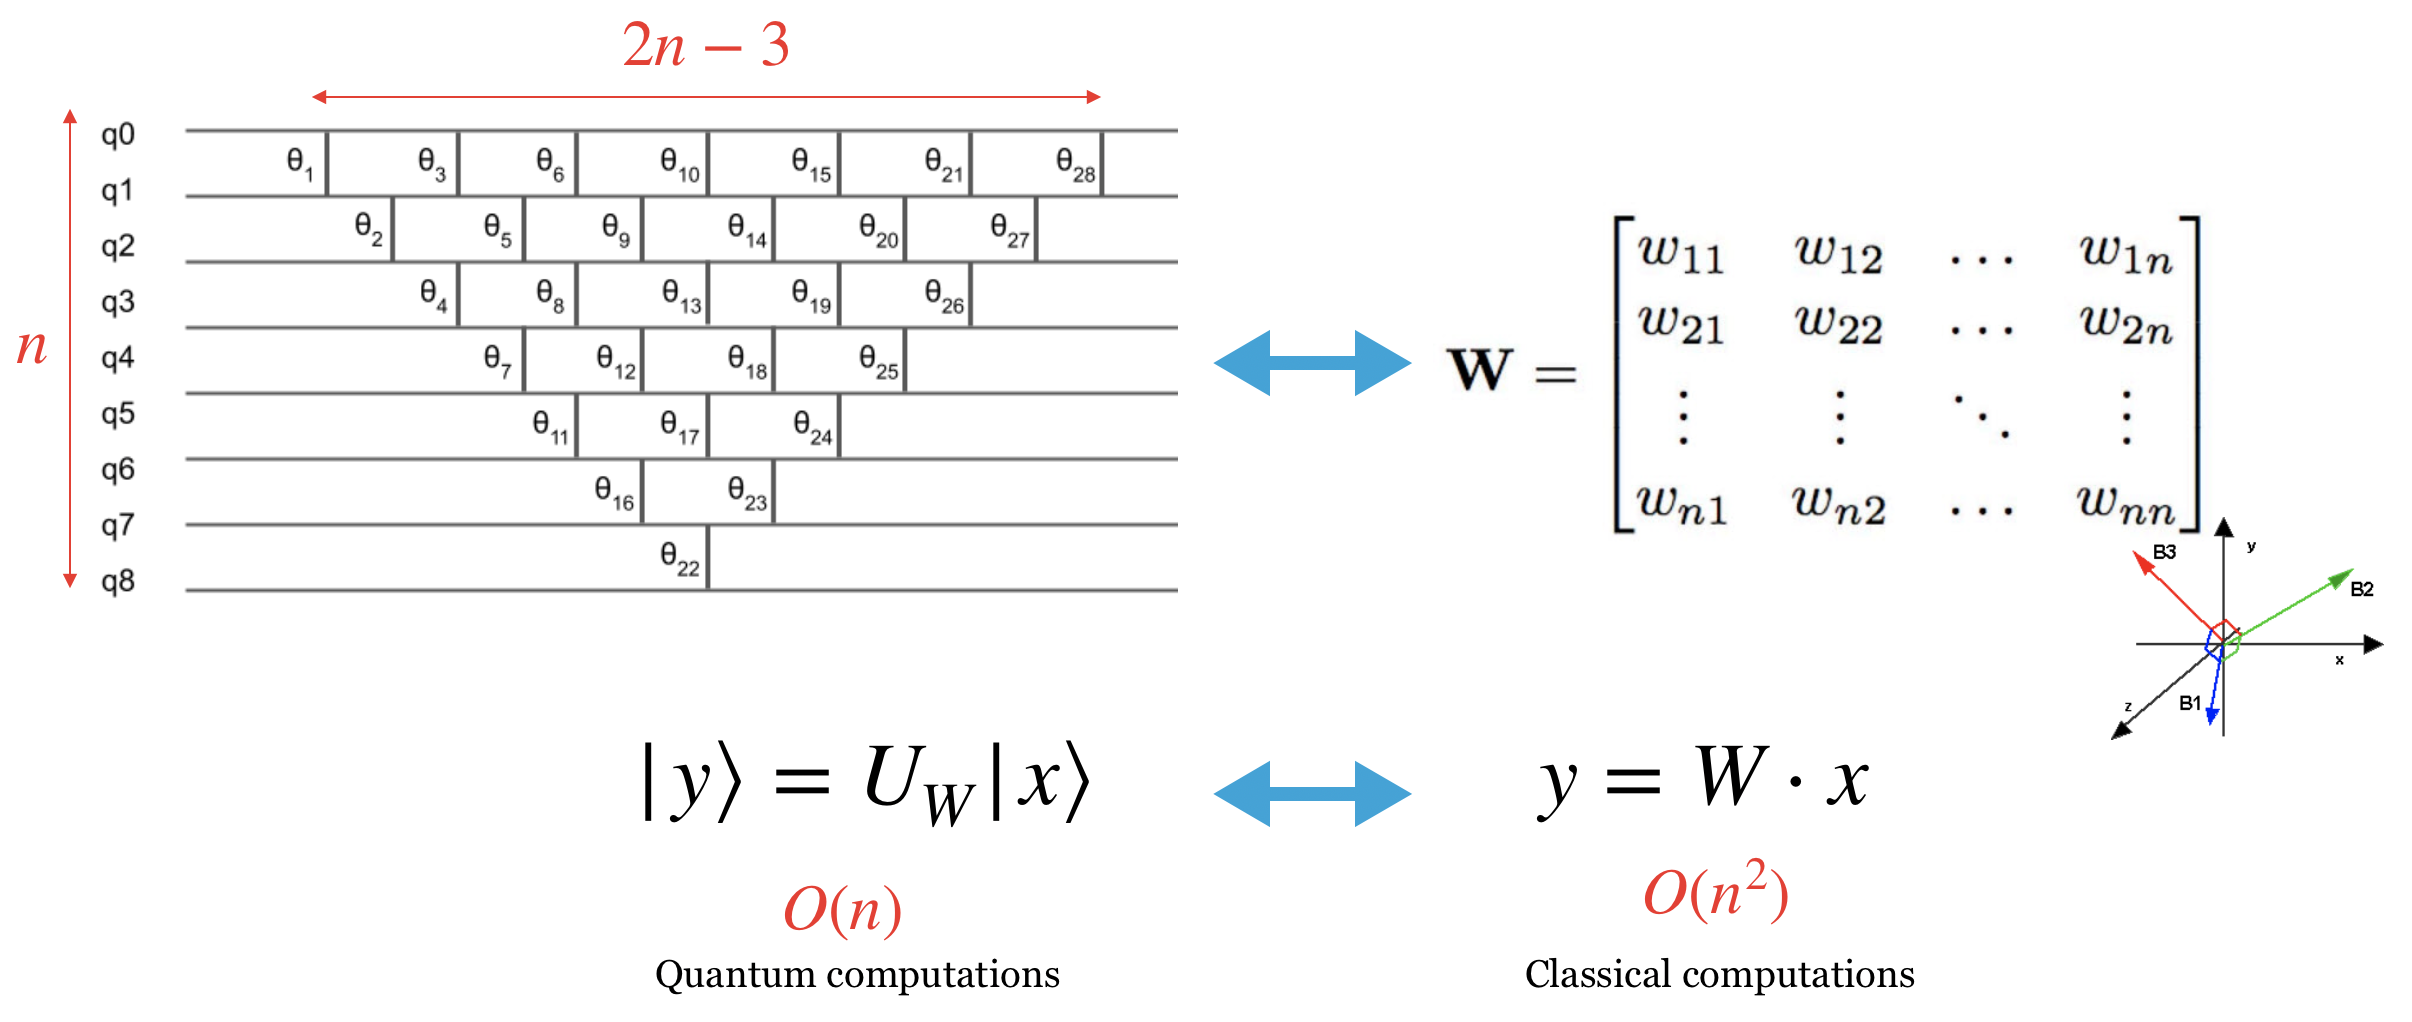 2n − 3
n
q0
θ1 θ3 θ6 θ10 θ15 θ21 θ28
q1
θ2 θ5 θ9 θ14 θ20 θ27
q2
θ4 θ8 θ13 θ19 θ26
q3
θ7 θ12 θ18 θ25
q4
θ11 θ17 θ24
q5
θ16 θ23
q6
θ22
q7
q8
W =
w11 w12 … w1n
w21 w22 … w2n
⋮ ⋮ ⋱ ⋮
wn1 wn2 … wnn
B3
y
B2
x
z
B1
|y⟩ = U_W|x⟩
y = W · x
O(n)
O(n²)
Quantum computations
Classical computations